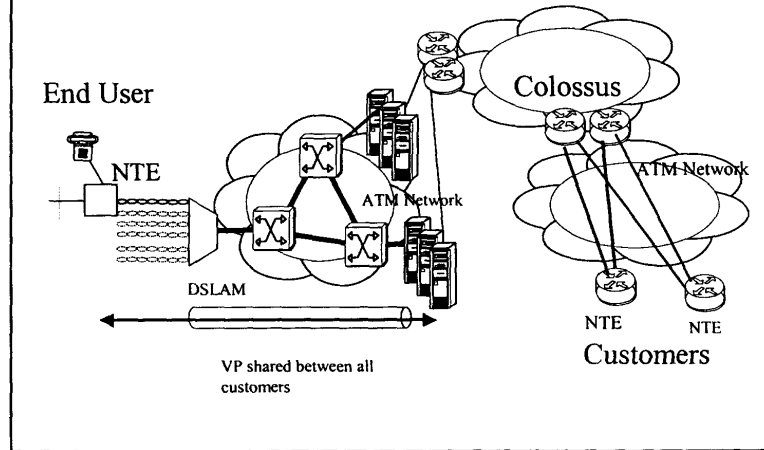 End User
NTE
Colossus
ATM Network
ATM Network
DSLAM
VP shared between all
customers
NTE
NTE
Customers